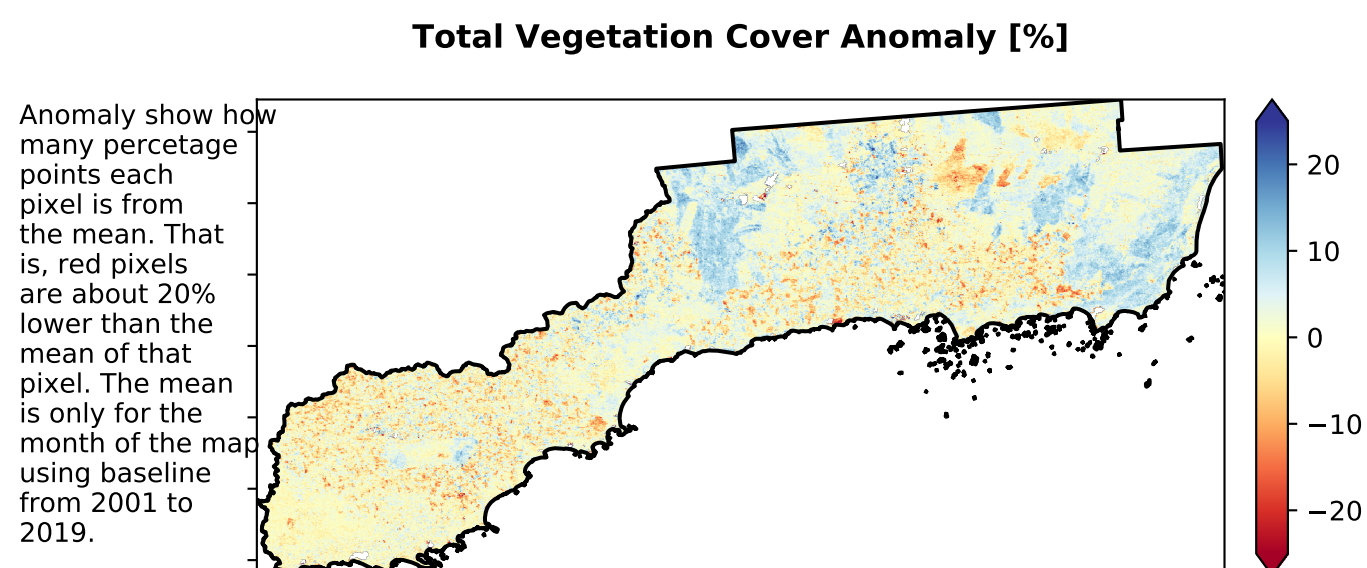 Total Vegetation Cover Anomaly [%]
Anomaly show how
many percetage
points each
pixel is from
the mean. That
is, red pixels
are about 20%
lower than the
mean of that
pixel. The mean
is only for the
month of the map
using baseline
from 2001 to
2019.
20
10
0
−10
−20